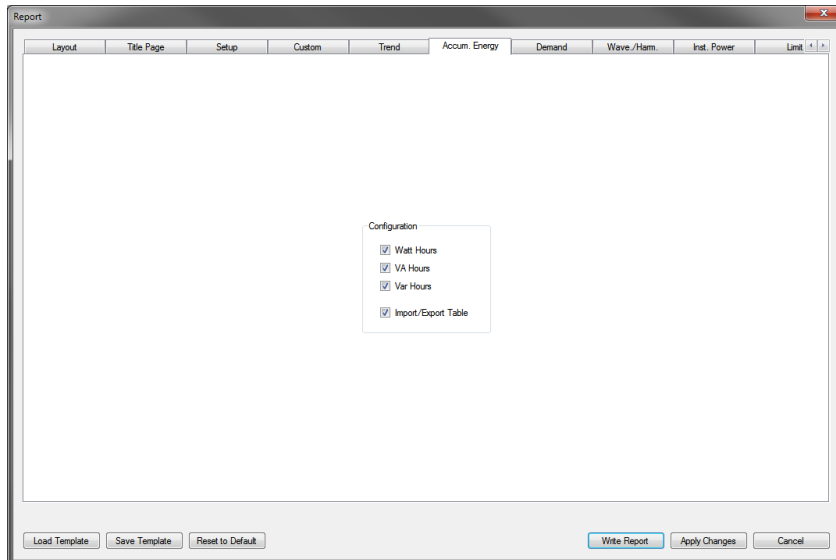 Report
Layout Title Page Setup Custom Trend Accum. Energy Demand Wave./Harm. Inst. Power Limit
Configuration
Watt Hours
VA Hours
Var Hours
Import/Export Table
Load Template Save Template Reset to Default Write Report Apply Changes Cancel